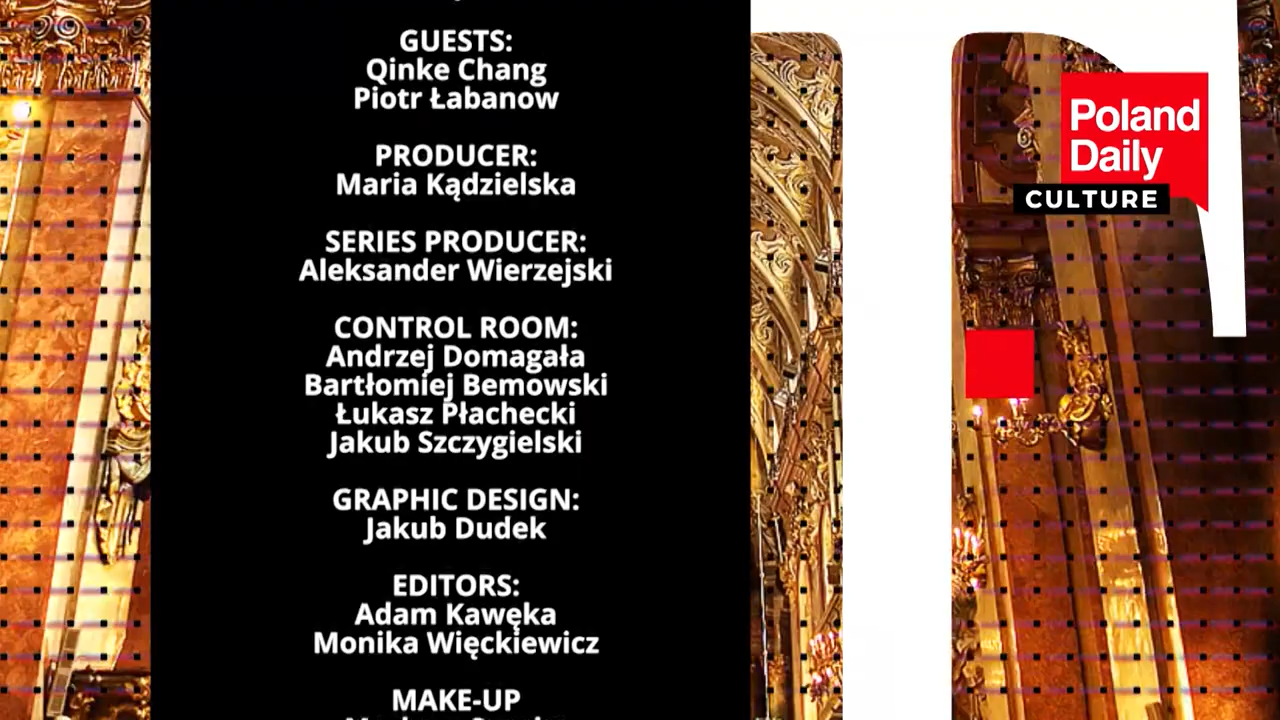 GUESTS:
Qinke Chang
Piotr Łabanow
PRODUCER:
Maria Kądzielska
SERIES PRODUCER:
Aleksander Wierzejski
CONTROL ROOM:
Andrzej Domagała
Bartłomiej Bemowski
Łukasz Płachecki
Jakub Szczygielski
GRAPHIC DESIGN:
Jakub Dudek
EDITORS:
Adam Kawęka
Monika Więckiewicz
MAKE-UP
Poland
Daily
CULTURE